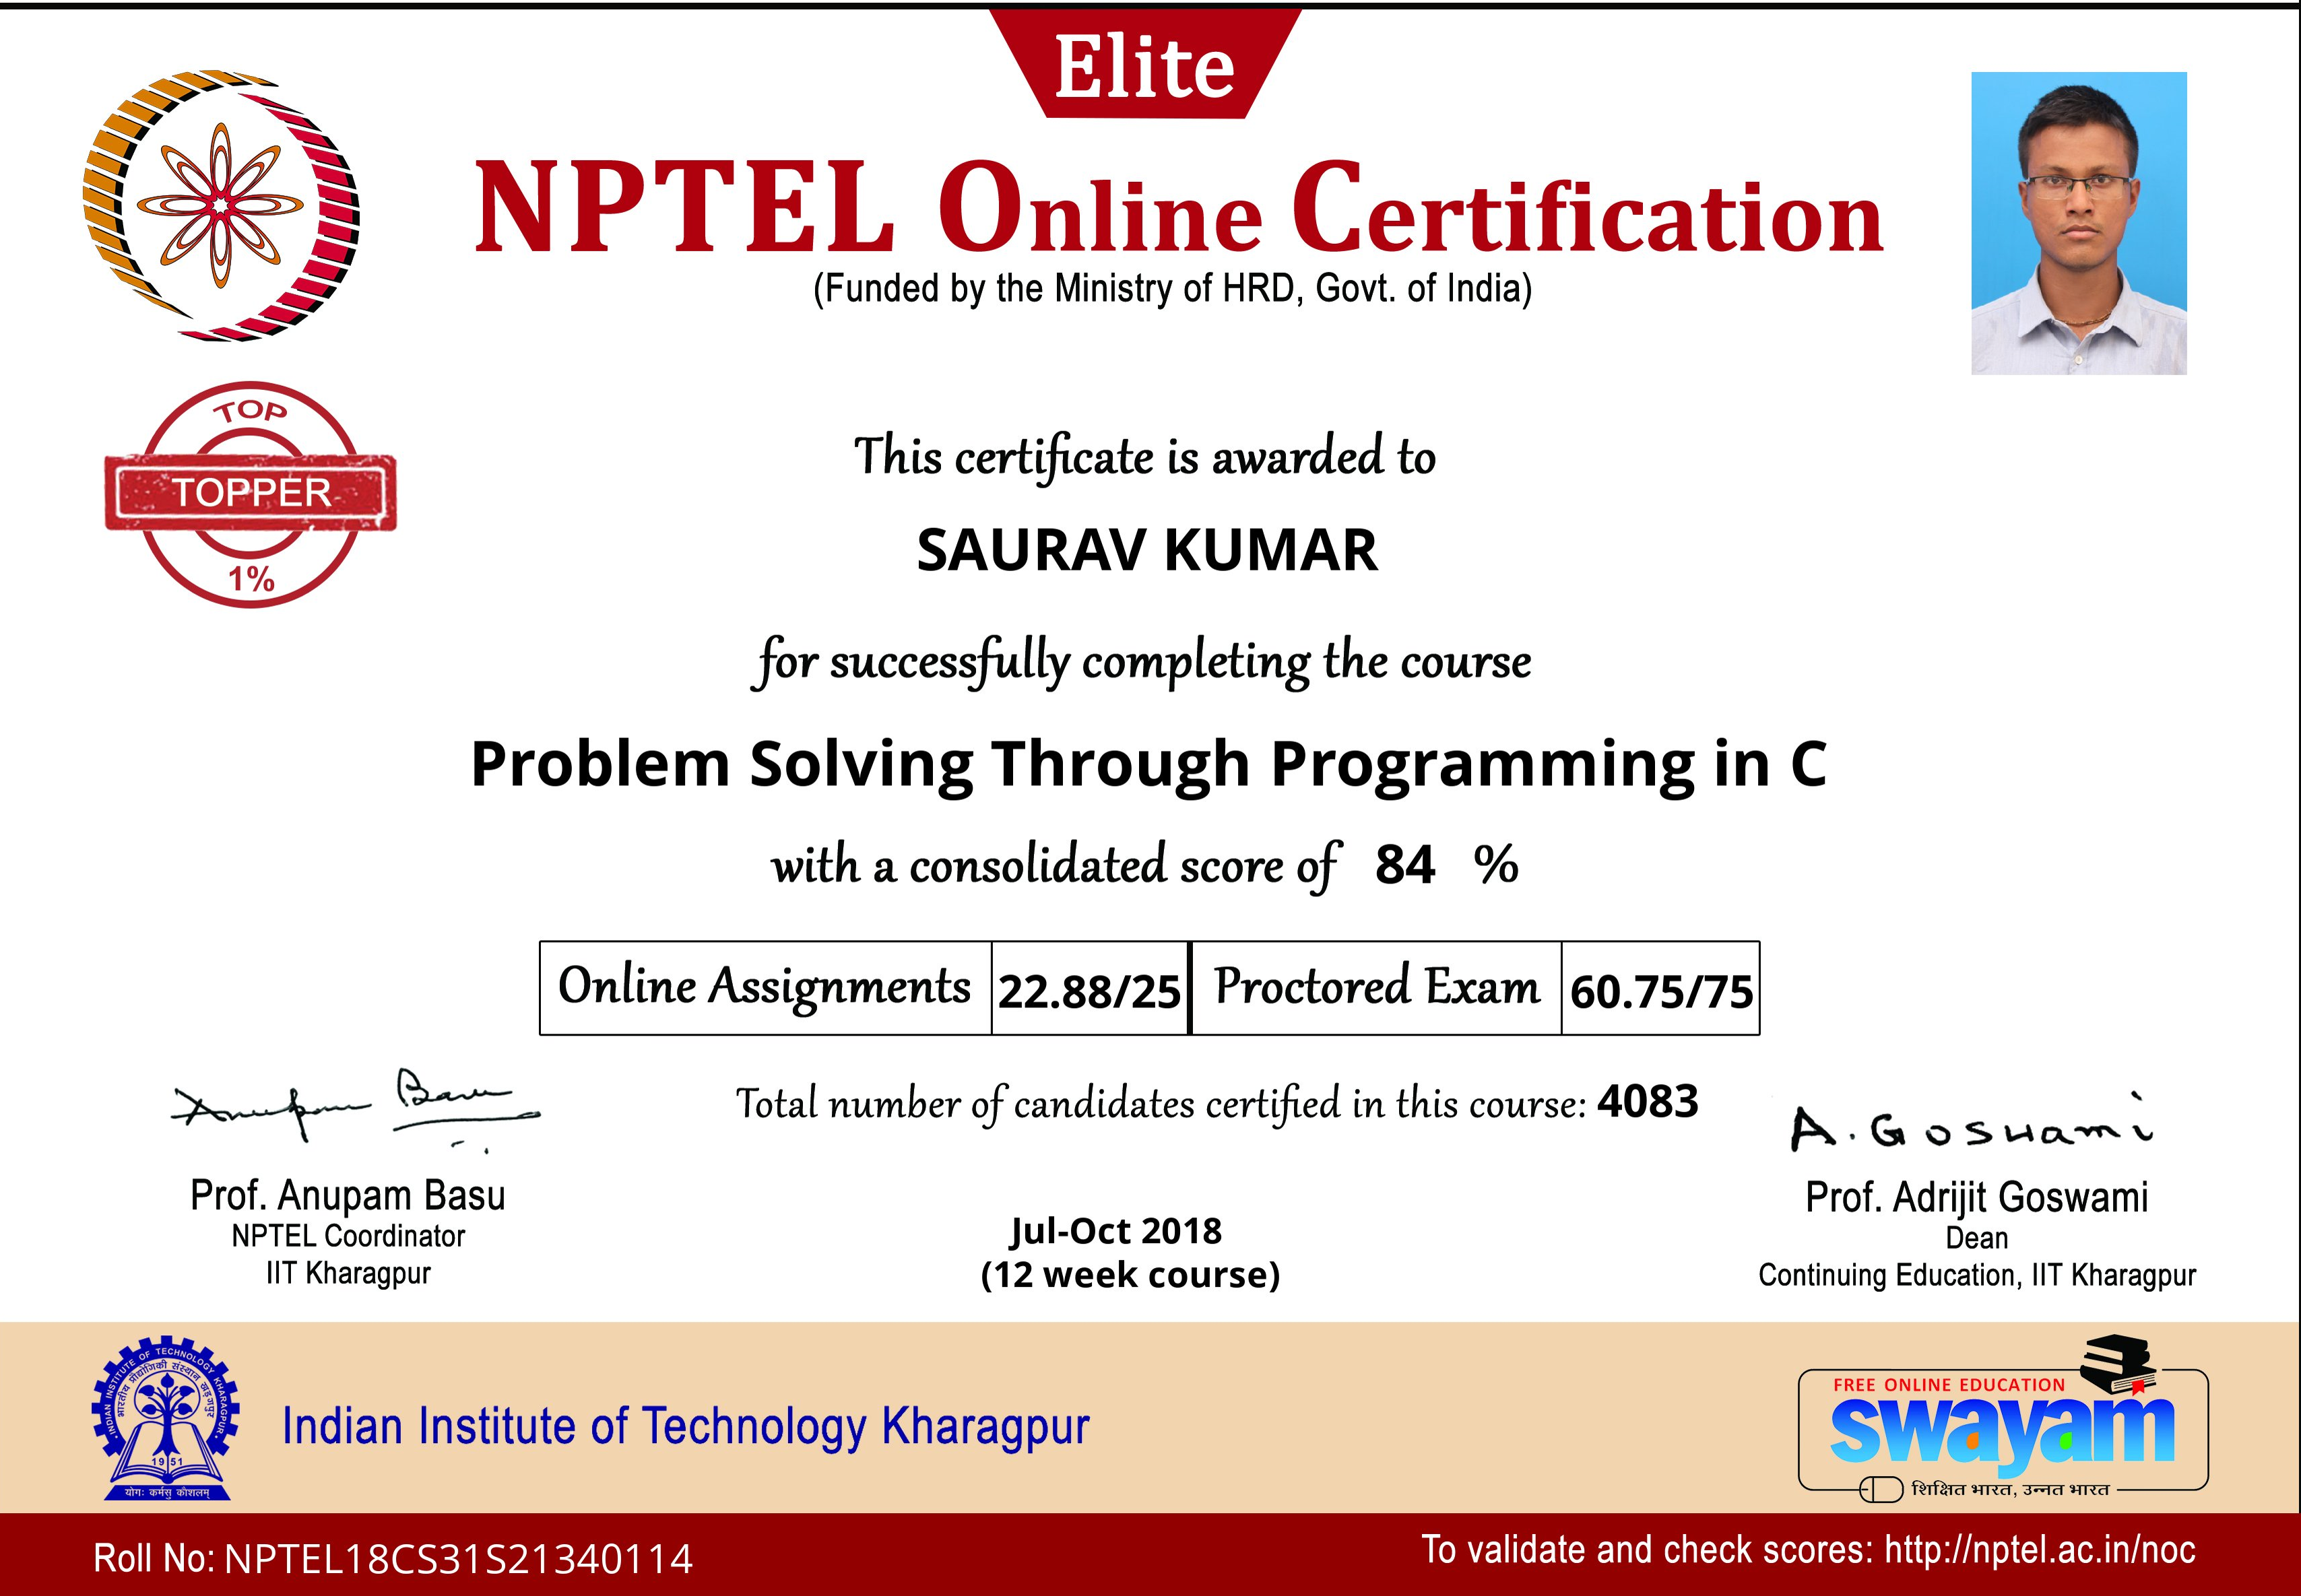 Elite
NPTEL Online Certification
(Funded by the Ministry of HRD, Govt. of India)
TOP
TOPPER
1%
This certificate is awarded to
SAURAV KUMAR
for successfully completing the course
Problem Solving Through Programming in C
with a consolidated score of 84 %
Online Assignments 22.88/25 Proctored Exam 60.75/75
Total number of candidates certified in this course: 4083
Anupam Basu
A. Goswami
Prof. Anupam Basu
NPTEL Coordinator
IIT Kharagpur
Jul-Oct 2018
(12 week course)
Prof. Adrijit Goswami
Dean
Continuing Education, IIT Kharagpur
INDIAN INSTITUTE OF TECHNOLOGY KHARAGPUR
भारतीय प्रौद्योगिकी संस्थान खड़गपुर
1951
योगः कर्मसु कौशलम्
Indian Institute of Technology Kharagpur
FREE ONLINE EDUCATION
swayam
शिक्षित भारत, उन्नत भारत
Roll No: NPTEL18CS31S21340114
To validate and check scores: http://nptel.ac.in/noc